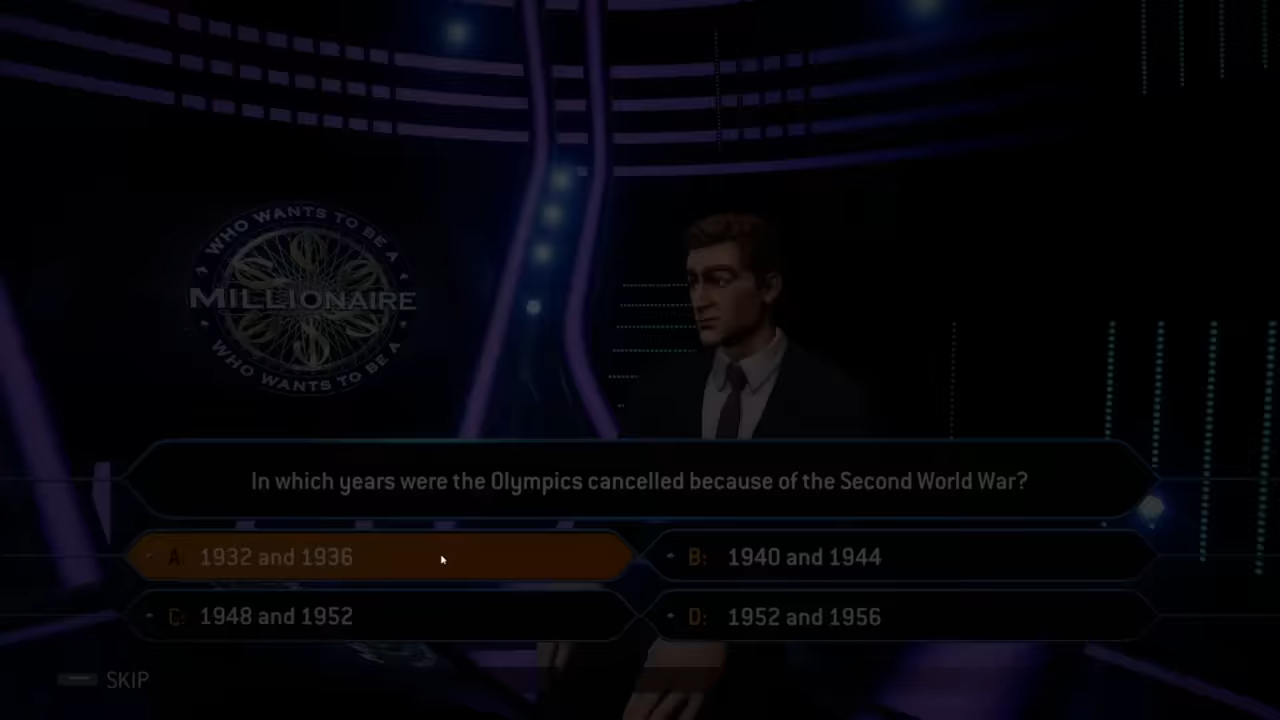 WHO WANTS TO BE A
MILLIONAIRE
WHO WANTS TO BE A
In which years were the Olympics cancelled because of the Second World War?
A: 1932 and 1936
B: 1940 and 1944
C: 1948 and 1952
D: 1952 and 1956
SKIP